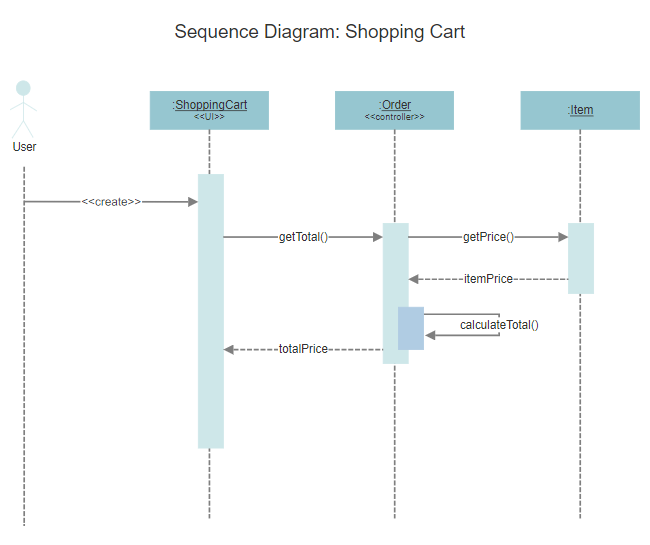 Sequence Diagram: Shopping Cart
:ShoppingCart
<<UI>>
:Order
<<controller>>
:Item
User
<<create>>
getTotal()
getPrice()
itemPrice
calculateTotal()
totalPrice